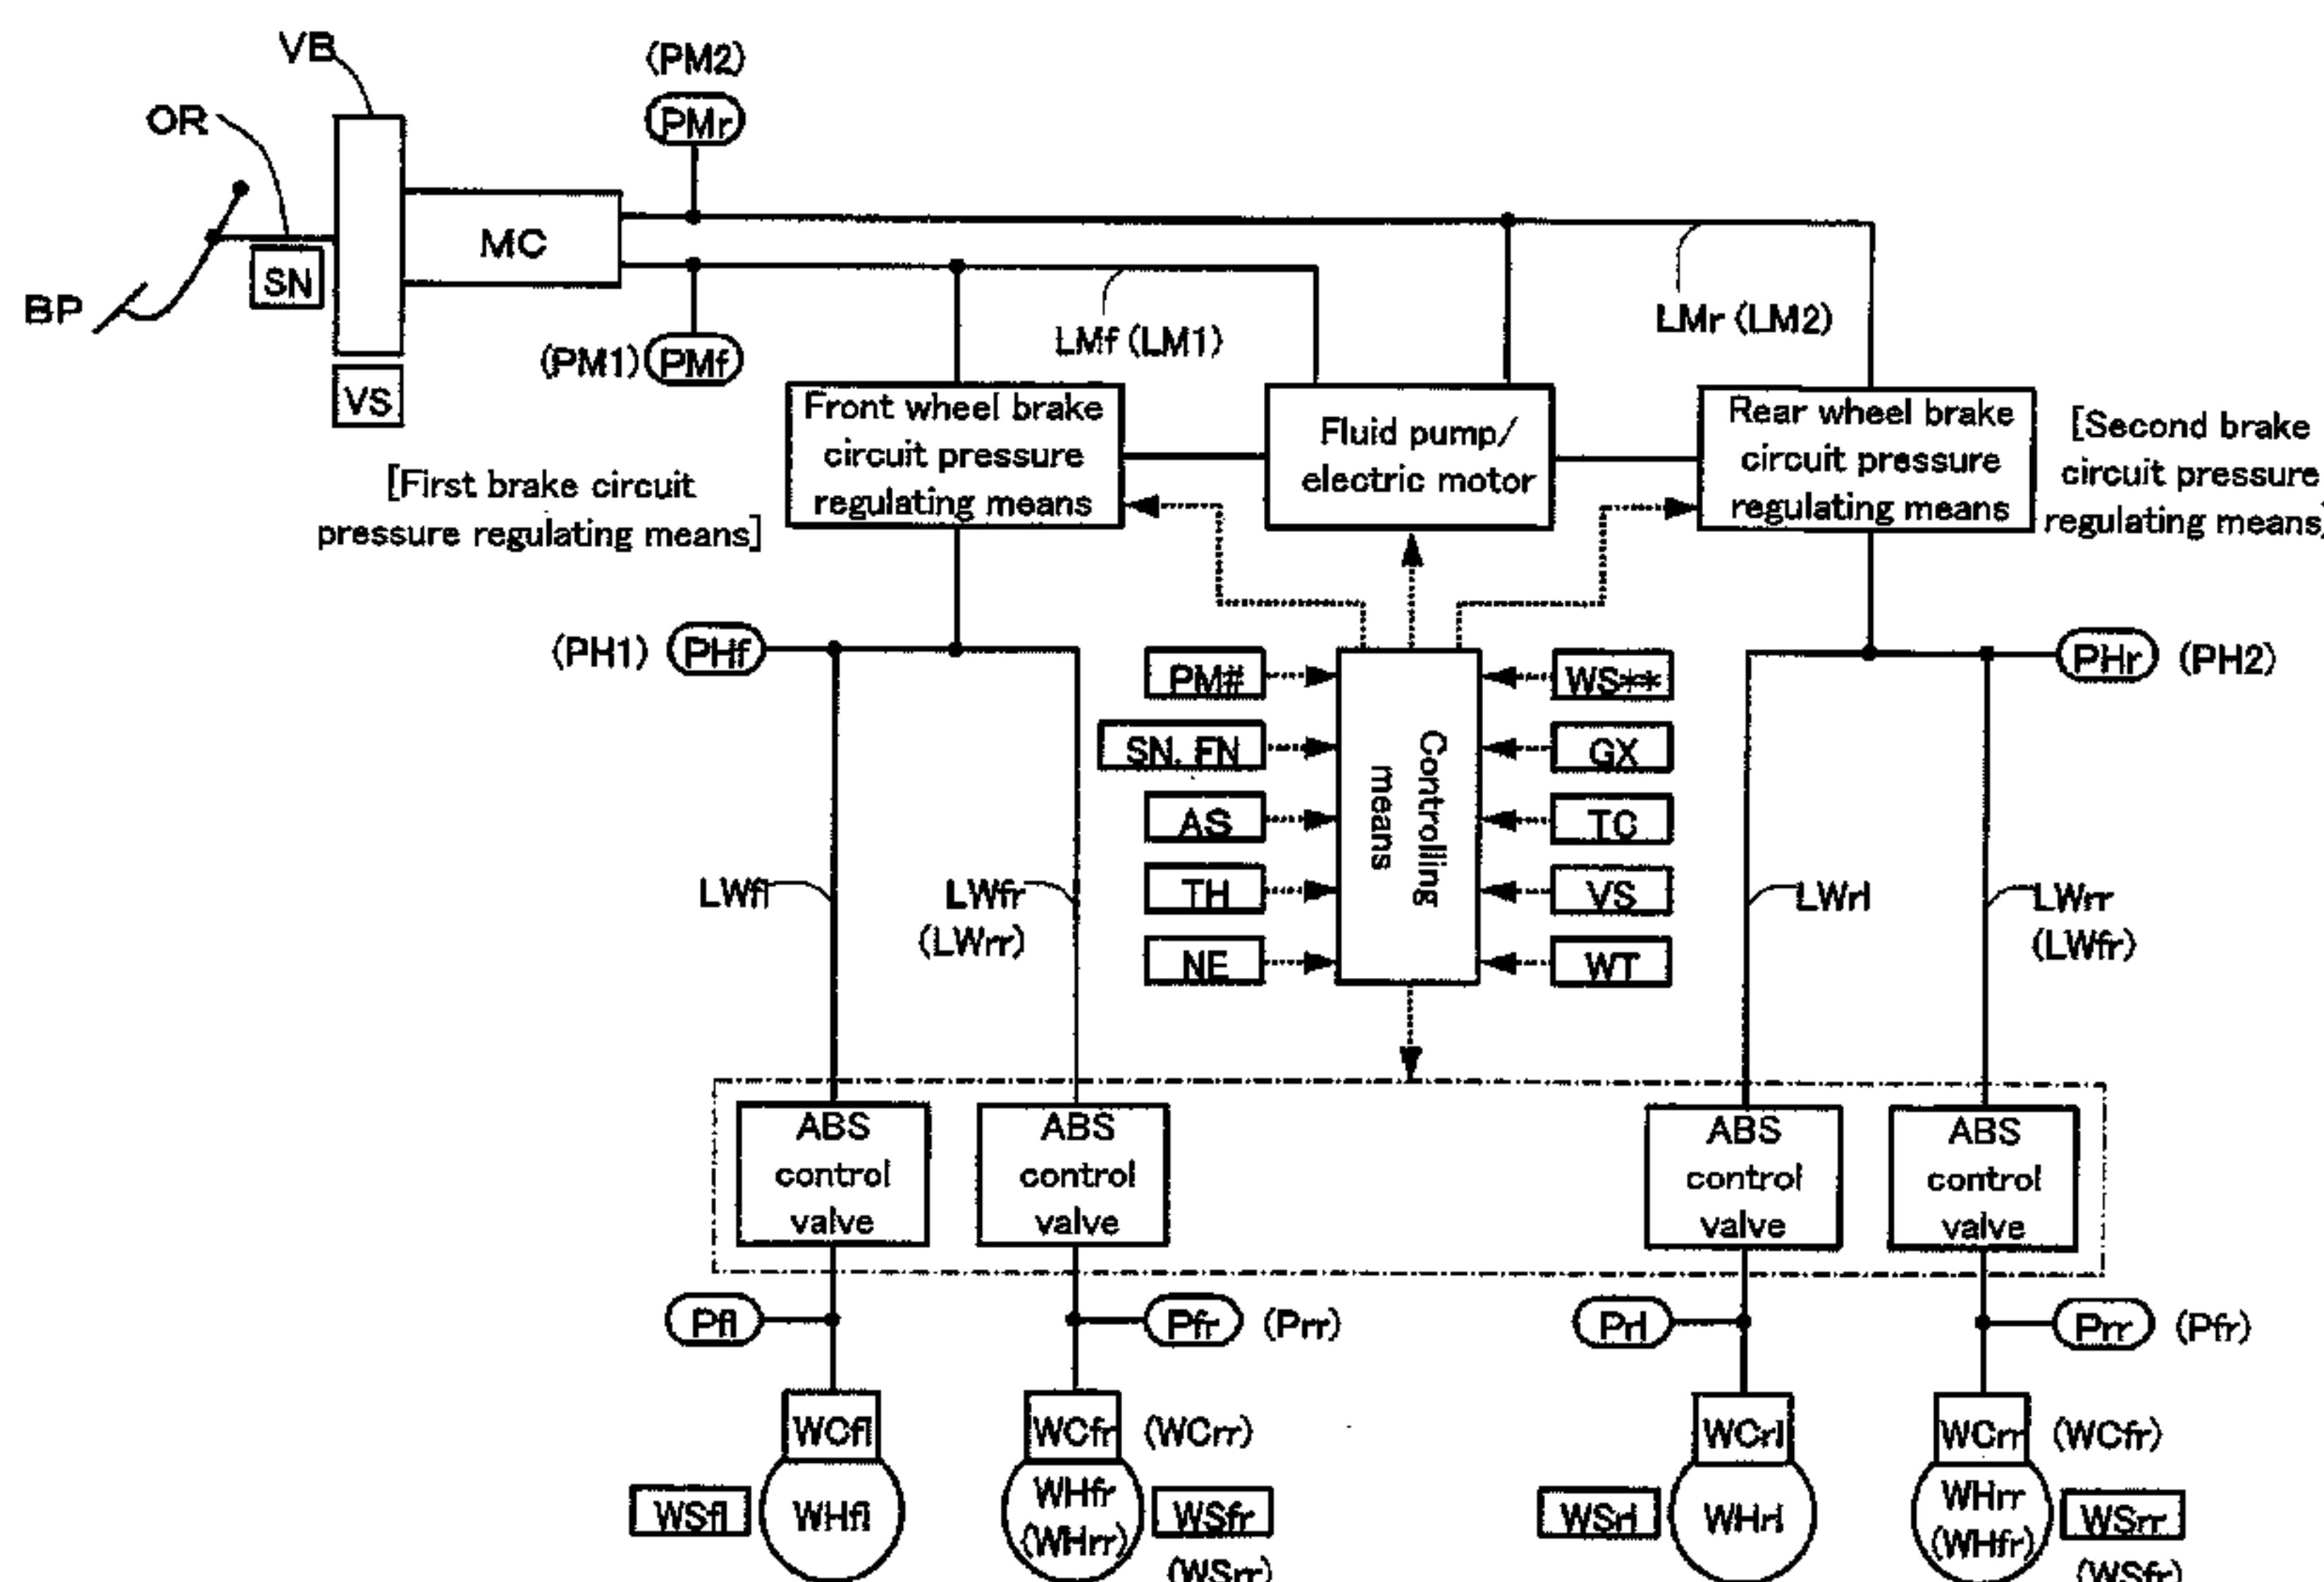 VB
(PM2)
OR
PMr
MC
SN
BP
LMr (LM2)
LMf (LM1)
(PM1) PMf
VS
Front wheel brake
circuit pressure
regulating means
Fluid pump/
electric motor
Rear wheel brake
circuit pressure
regulating means
[Second brake
circuit pressure
regulating means]
[First brake circuit
pressure regulating means]
(PH1) PHf
PHr (PH2)
PM#
WS**
SN. FN
GX
AS
TC
TH
VS
NE
WT
Controlling
means
LWfl
LWfr
(LWrr)
LWrl
LWrr
(LWfr)
ABS
control
valve
ABS
control
valve
ABS
control
valve
ABS
control
valve
Pfl
Pfr (Prr)
Prl
Prr (Pfr)
WCfl
WCfr (WCrr)
WCrl
WCrr (WCfr)
WSfl
WHfl
WHfr
(WHrr)
WSfr
(WSrr)
WSrl
WHrl
WHrr
(WHfr)
WSrr
(WSfr)